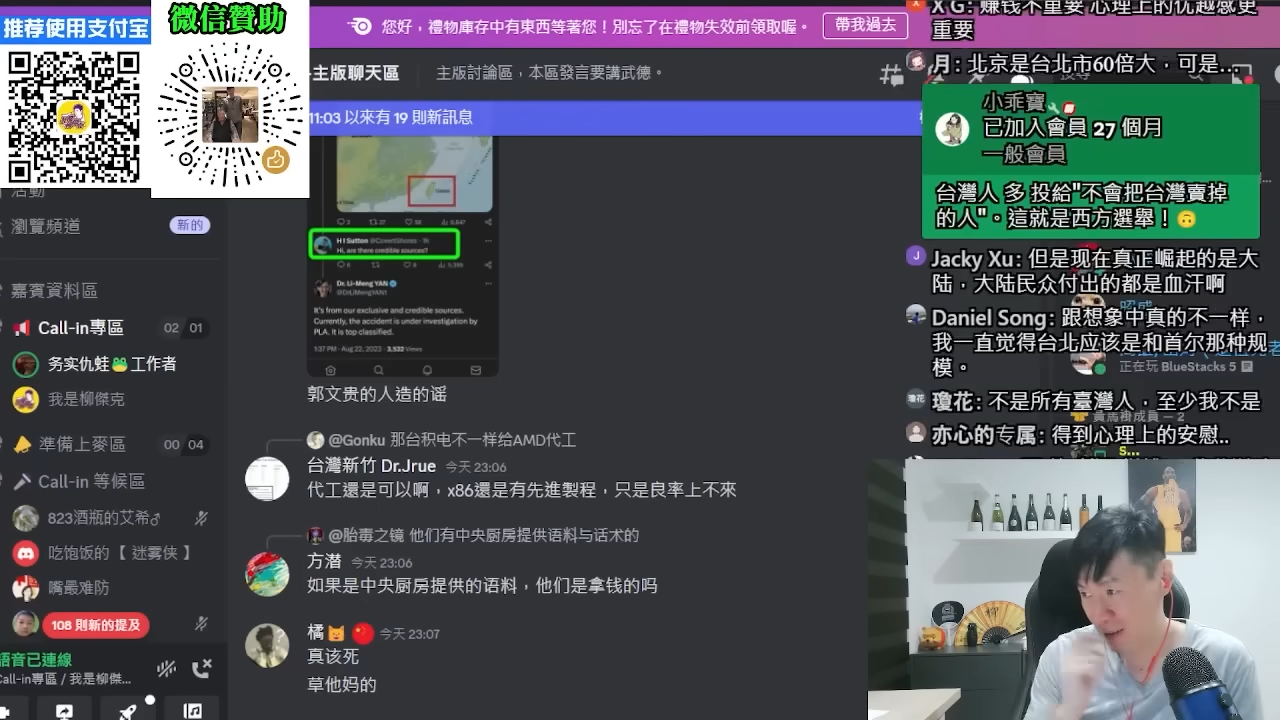 推荐使用支付宝
微信贊助
您好，禮物庫存中有東西等著您！別忘了在禮物失效前領取喔。
帶我過去
主版聊天區
主版討論區，本區發言要講武德。
11:03 以來有 19 則新訊息
活動
瀏覽頻道
新的
嘉賓資料區
Call-in專區
02 01
务实仇蛙🐸工作者
我是柳傑克
準備上麥區
00 04
Call-in 等候區
823酒瓶的艾希♂
吃饱饭的【 迷雾侠 】
嘴最难防
108 則新的提及
語音已連線
Call-in專區 / 我是柳傑...
H I Sutton @CovertShores · 1h
Hi, are there credible sources?
Dr. Li-Meng YAN
@DrLiMengYAN1
It's from our exclusive and credible sources.
Currently, the accident is under investigation by
PLA. It is top classified.
1:37 PM · Aug 22, 2023 · 3,532 Views
郭文贵的人造的谣
@Gonku 那台积电不一样给AMD代工
台灣新竹 Dr.Jrue 今天 23:06
代工還是可以啊，x86還是有先進製程，只是良率上不來
@胎毒之镜 他们有中央厨房提供语料与话术的
方潜 今天 23:06
如果是中央厨房提供的语料，他们是拿钱的吗
橘🐱🇨🇳 今天 23:07
真该死
草他妈的
X G: 赚钱不重要 心理上的优越感更
重要
月: 北京是台北市60倍大，可是...
小乖寶
已加入會員 27 個月
一般會員
台灣人 多 投給"不會把台灣賣掉
的人"。這就是西方選舉！🙃
Jacky Xu: 但是现在真正崛起的是大
陆，大陆民众付出的都是血汗啊
Daniel Song: 跟想象中真的不一样，
我一直觉得台北应该是和首尔那种规
模。
正在玩 BlueStacks 5
瓊花: 不是所有臺灣人，至少我不是
黃馬褂成員 — 2
亦心的专属: 得到心理上的安慰..
S...